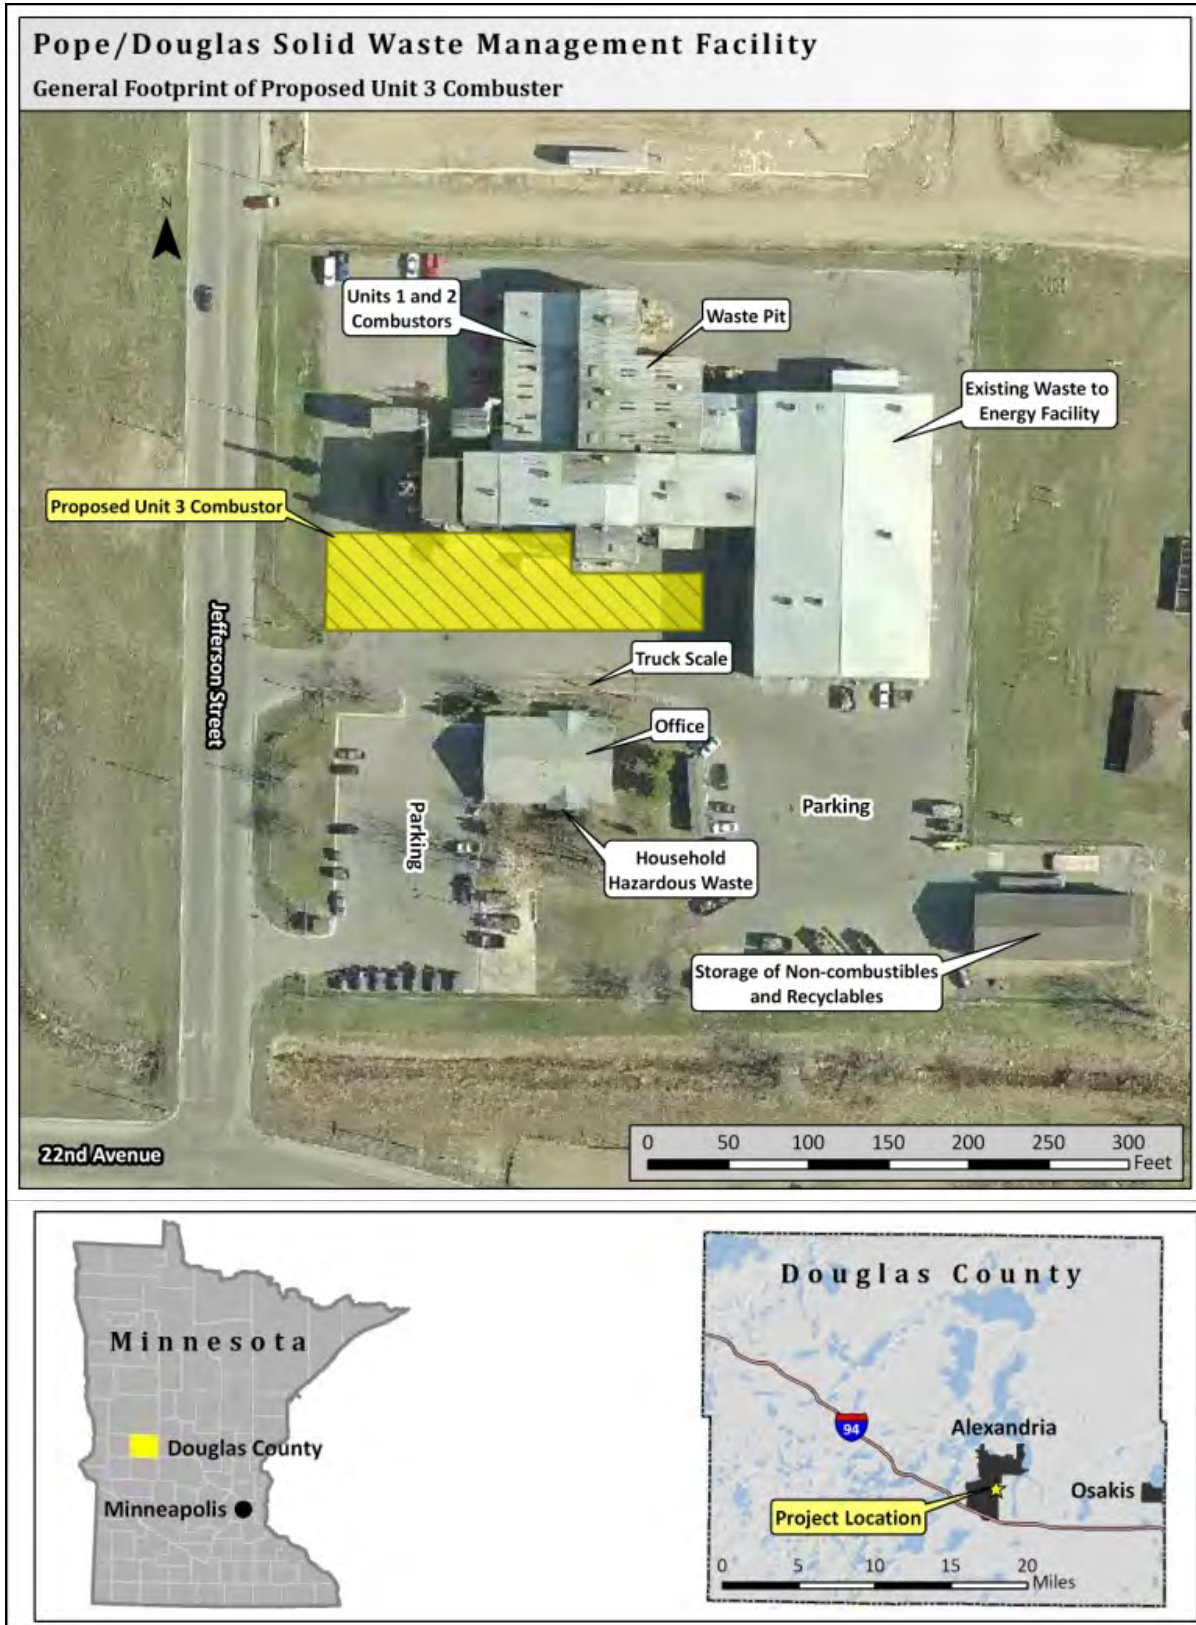 Pope/Douglas Solid Waste Management Facility
General Footprint of Proposed Unit 3 Combuster
N
Units 1 and 2
Combustors
Waste Pit
Existing Waste to
Energy Facility
Proposed Unit 3 Combustor
Jefferson Street
Truck Scale
Office
Parking
Parking
Household
Hazardous Waste
Storage of Non-combustibles
and Recyclables
22nd Avenue
0 50 100 150 200 250 300
Feet
Minnesota
Douglas County
Minneapolis
Douglas County
94
Alexandria
Osakis
Project Location
0 5 10 15 20
Miles